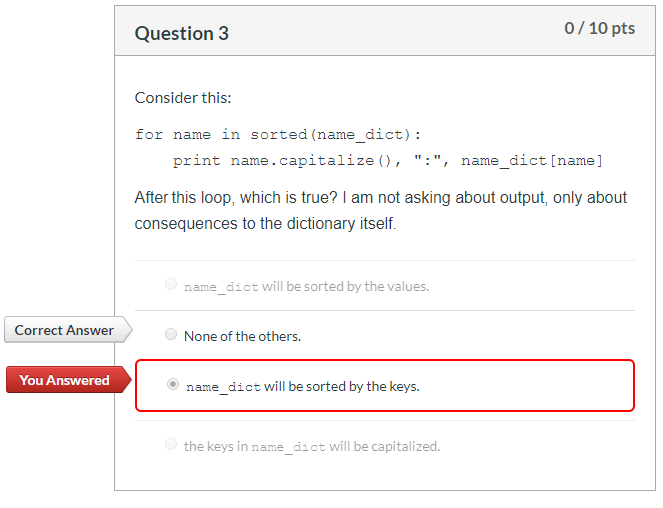 Question 3
0 / 10 pts
Consider this:
for name in sorted(name_dict):
    print name.capitalize(), ":", name_dict[name]
After this loop, which is true? I am not asking about output, only about
consequences to the dictionary itself.
name_dict will be sorted by the values.
Correct Answer
None of the others.
You Answered
name_dict will be sorted by the keys.
the keys in name_dict will be capitalized.